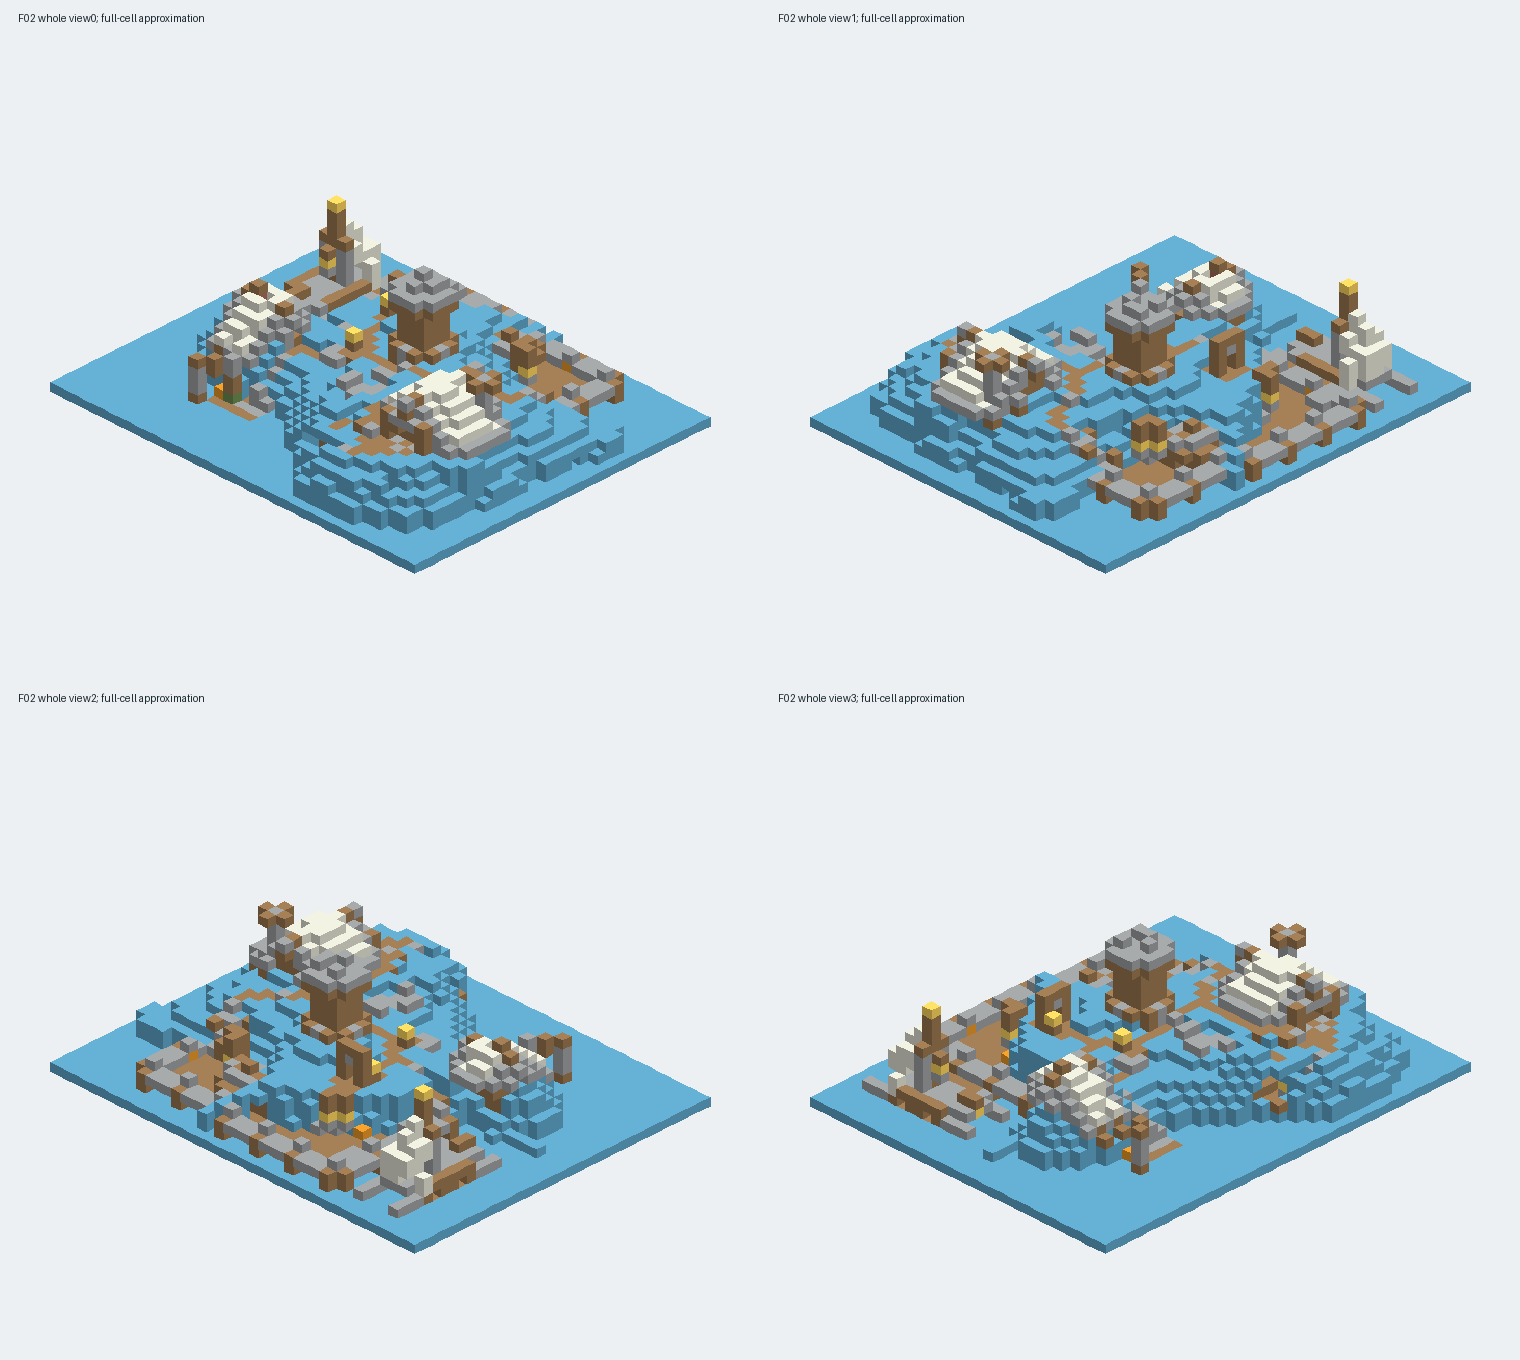 F02 whole view0; full-cell approximation
F02 whole view1; full-cell approximation
F02 whole view2; full-cell approximation
F02 whole view3; full-cell approximation